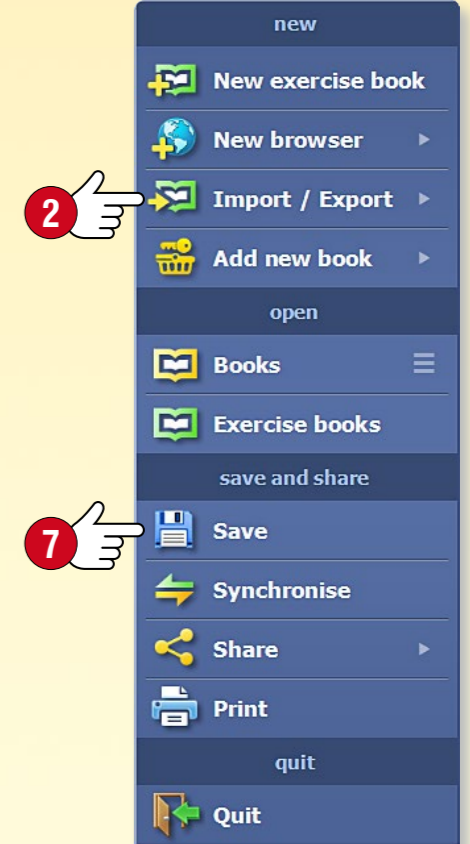 new
New exercise book
New browser
2
Import / Export
Add new book
open
Books
Exercise books
save and share
7
Save
Synchronise
Share
Print
quit
Quit